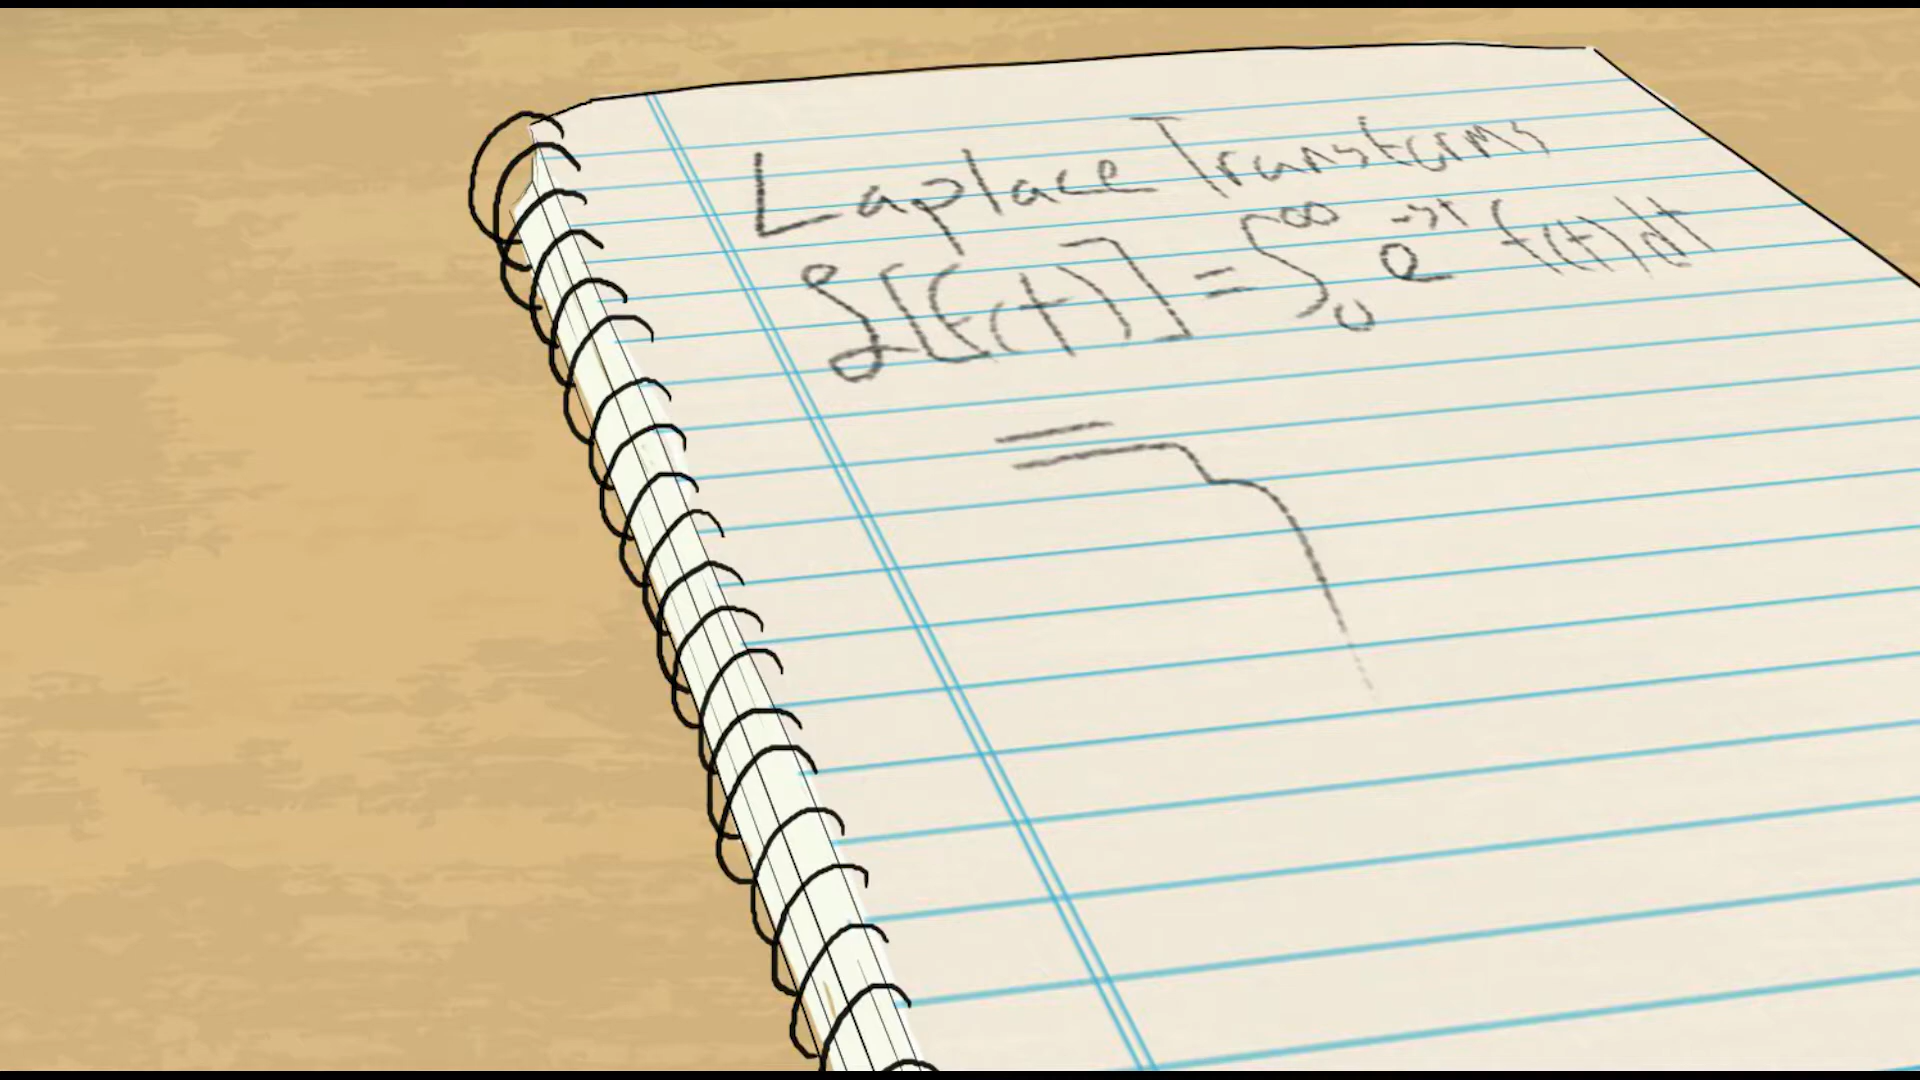 Laplace Transforms
ℒ[f(t)] = ∫₀^∞ e^-st f(t)dt
=